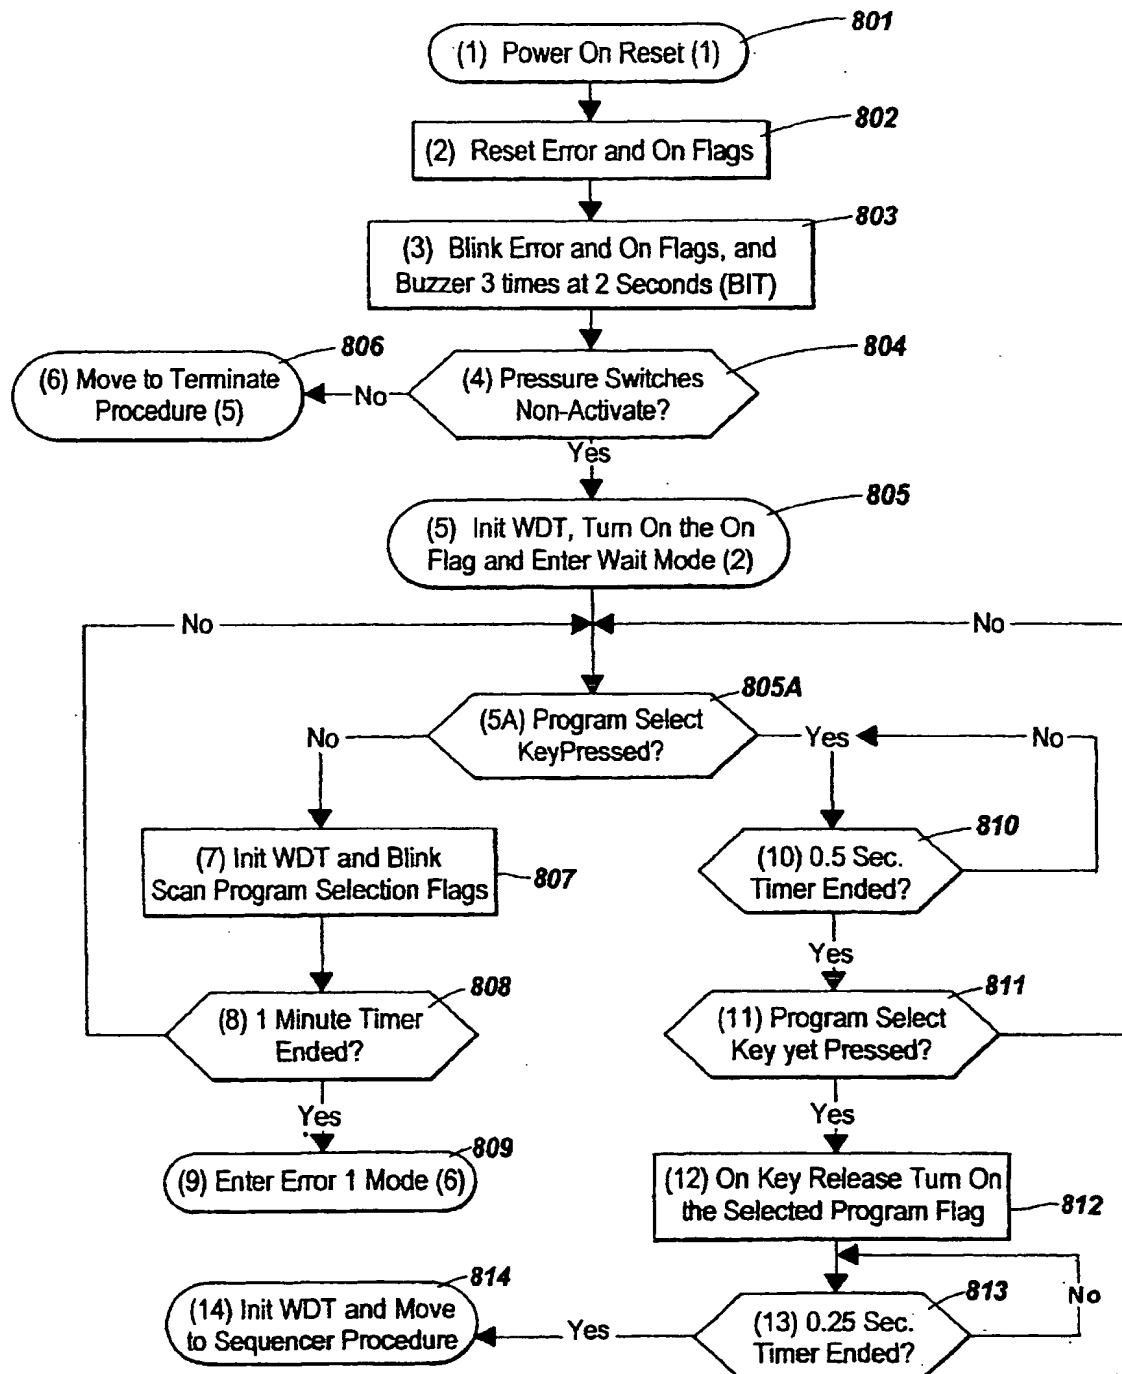 801
(1) Power On Reset (1)
802
(2) Reset Error and On Flags
803
(3) Blink Error and On Flags, and
Buzzer 3 times at 2 Seconds (BIT)
806
804
(6) Move to Terminate
Procedure (5)
No
(4) Pressure Switches
Non-Activate?
Yes
805
(5) Init WDT, Turn On the On
Flag and Enter Wait Mode (2)
No
No
805A
(5A) Program Select
KeyPressed?
No
Yes
No
810
(7) Init WDT and Blink
Scan Program Selection Flags
807
(10) 0.5 Sec.
Timer Ended?
Yes
808
811
(8) 1 Minute Timer
Ended?
(11) Program Select
Key yet Pressed?
Yes
Yes
809
(9) Enter Error 1 Mode (6)
(12) On Key Release Turn On
the Selected Program Flag
812
814
813
No
(14) Init WDT and Move
to Sequencer Procedure
Yes
(13) 0.25 Sec.
Timer Ended?